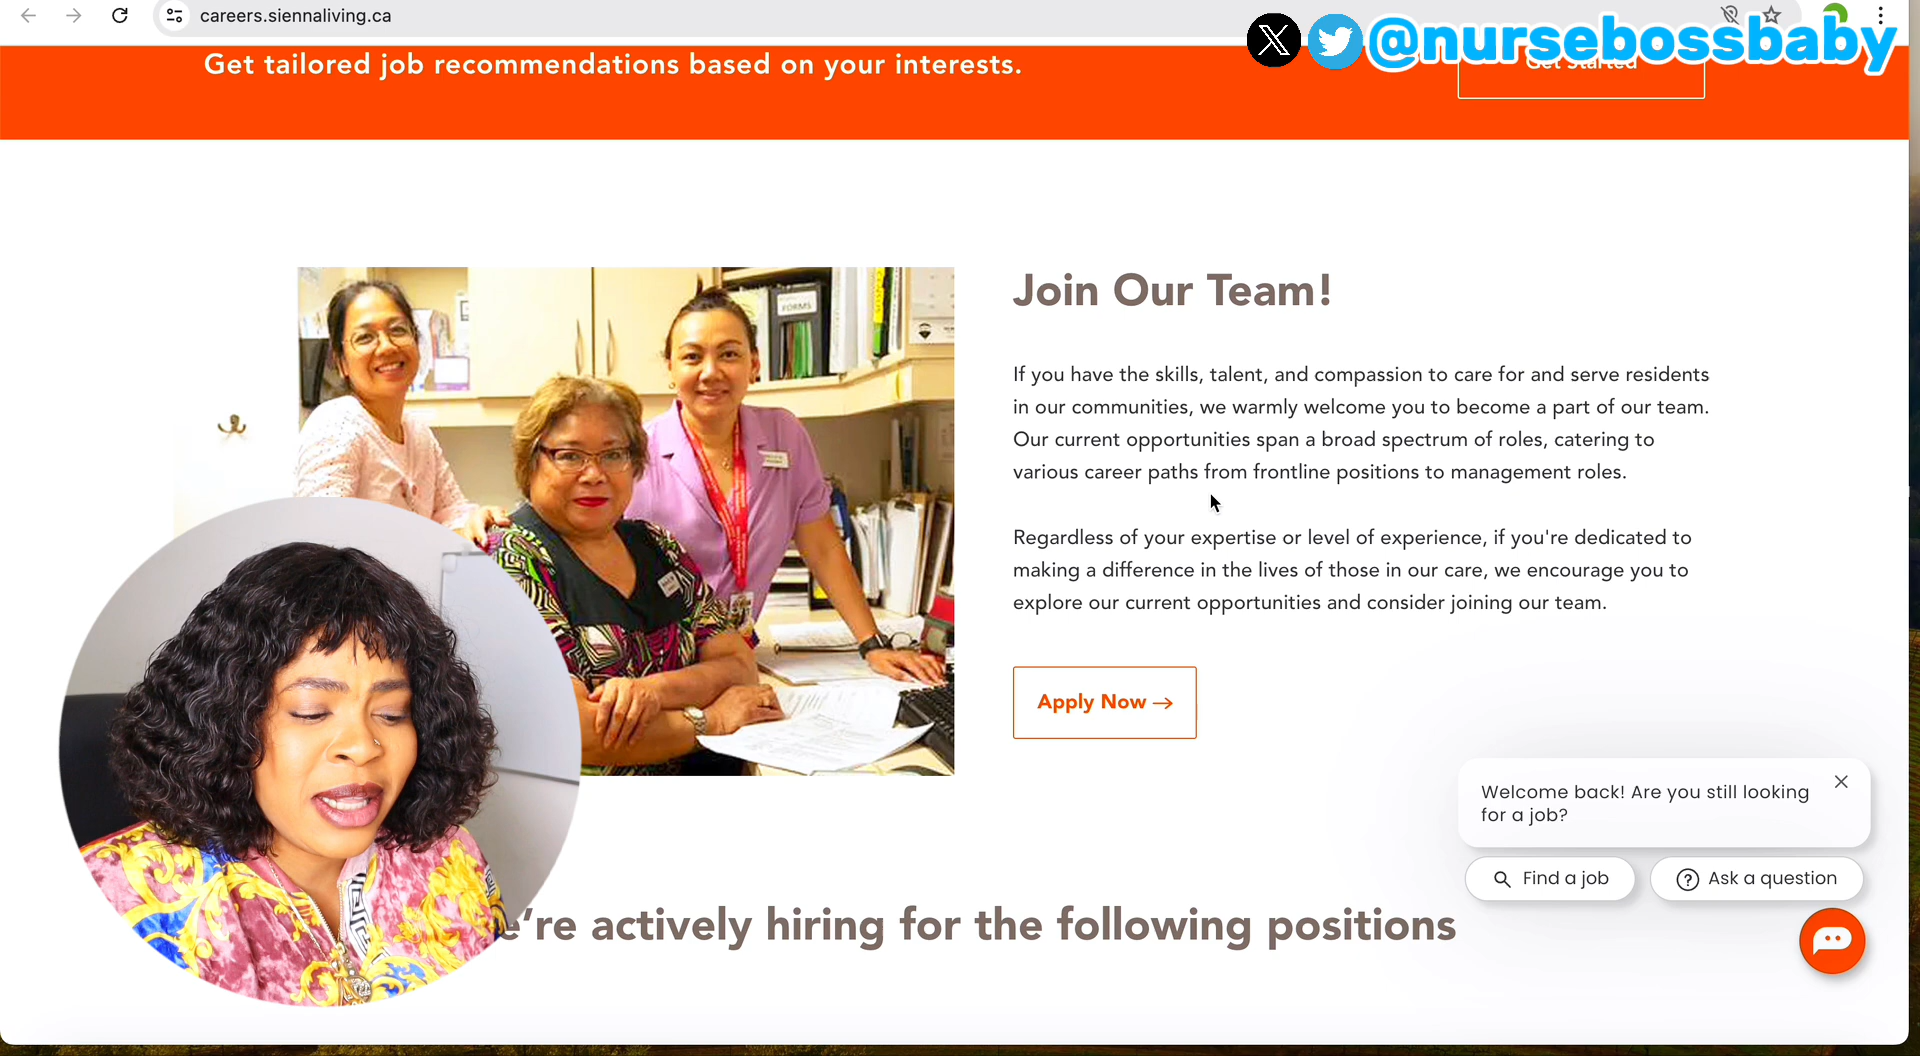 careers.siennaliving.ca
@nursebossbaby
Get tailored job recommendations based on your interests.
Get Started
FORMS
Join Our Team!
If you have the skills, talent, and compassion to care for and serve residents
in our communities, we warmly welcome you to become a part of our team.
Our current opportunities span a broad spectrum of roles, catering to
various career paths from frontline positions to management roles.
Regardless of your expertise or level of experience, if you're dedicated to
making a difference in the lives of those in our care, we encourage you to
explore our current opportunities and consider joining our team.
Apply Now →
Welcome back! Are you still looking
for a job?
Find a job
Ask a question
e're actively hiring for the following positions